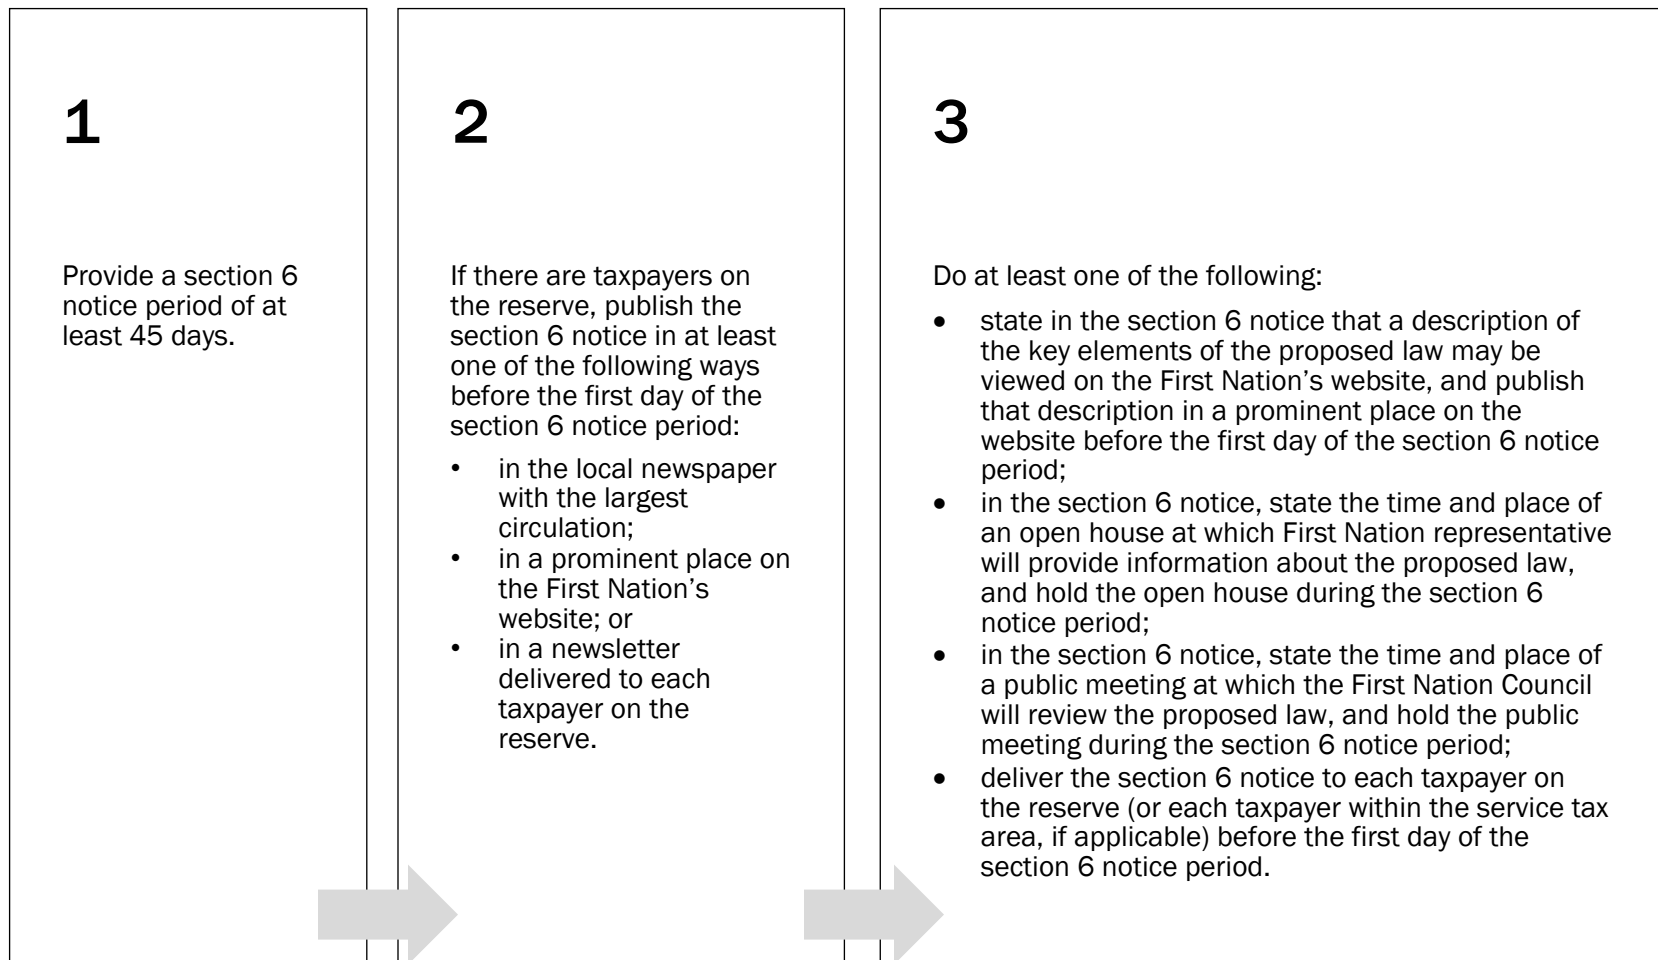 1
Provide a section 6
notice period of at
least 45 days.
2
If there are taxpayers on
the reserve, publish the
section 6 notice in at least
one of the following ways
before the first day of the
section 6 notice period:
• in the local newspaper
with the largest
circulation;
• in a prominent place on
the First Nation's
website; or
• in a newsletter
delivered to each
taxpayer on the
reserve.
3
Do at least one of the following:
• state in the section 6 notice that a description of
the key elements of the proposed law may be
viewed on the First Nation's website, and publish
that description in a prominent place on the
website before the first day of the section 6 notice
period;
• in the section 6 notice, state the time and place of
an open house at which First Nation representative
will provide information about the proposed law,
and hold the open house during the section 6
notice period;
• in the section 6 notice, state the time and place of
a public meeting at which the First Nation Council
will review the proposed law, and hold the public
meeting during the section 6 notice period;
• deliver the section 6 notice to each taxpayer on
the reserve (or each taxpayer within the service tax
area, if applicable) before the first day of the
section 6 notice period.